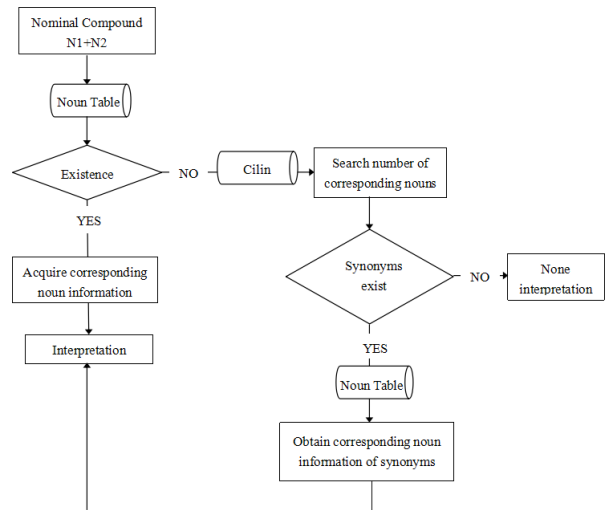 Nominal Compound
N1+N2
Noun Table
Existence
NO
Cilin
Search number of
corresponding nouns
YES
Acquire corresponding
noun information
Interpretation
Synonyms
exist
NO
None
interpretation
YES
Noun Table
Obtain corresponding noun
information of synonyms